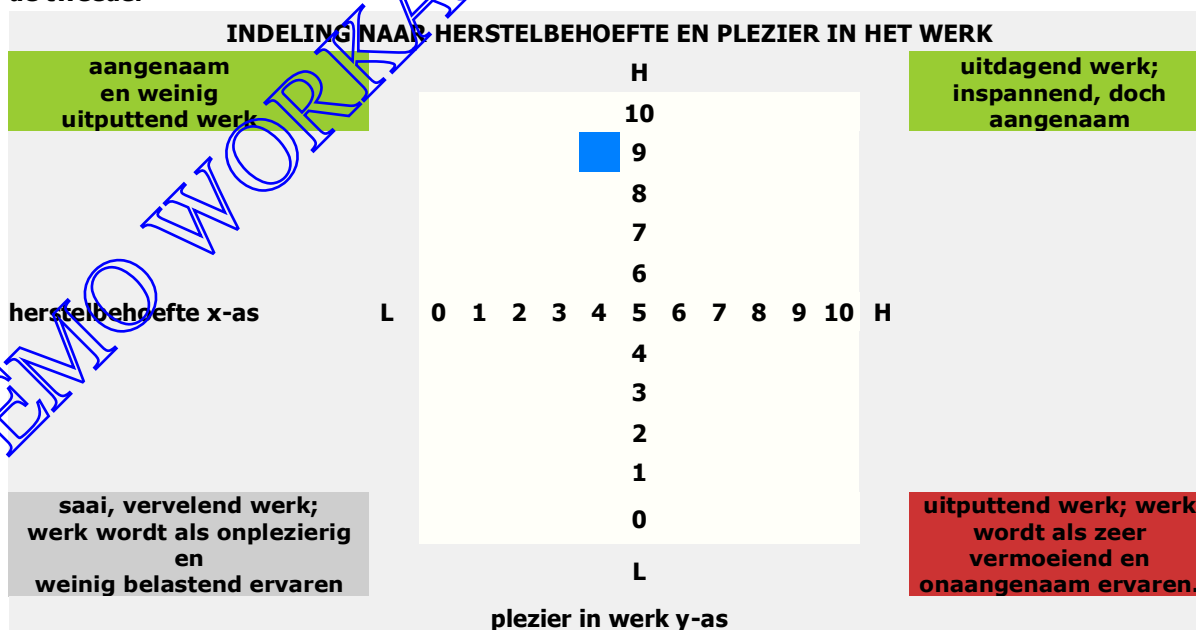 INDELING NAAR HERSTELBEHOEFTE EN PLEZIER IN HET WERK
aangenaam
en weinig
uitputtend werk
H
uitdagend werk;
inspannend, doch
aangenaam
10
9
8
7
6
herstelbehoefte x-as L 0 1 2 3 4 5 6 7 8 9 10 H
4
3
2
1
0
saai, vervelend werk;
werk wordt als onplezierig
en
weinig belastend ervaren
L
uitputtend werk; werk
wordt als zeer
vermoeiend en
onaangenaam ervaren.
plezier in werk y-as